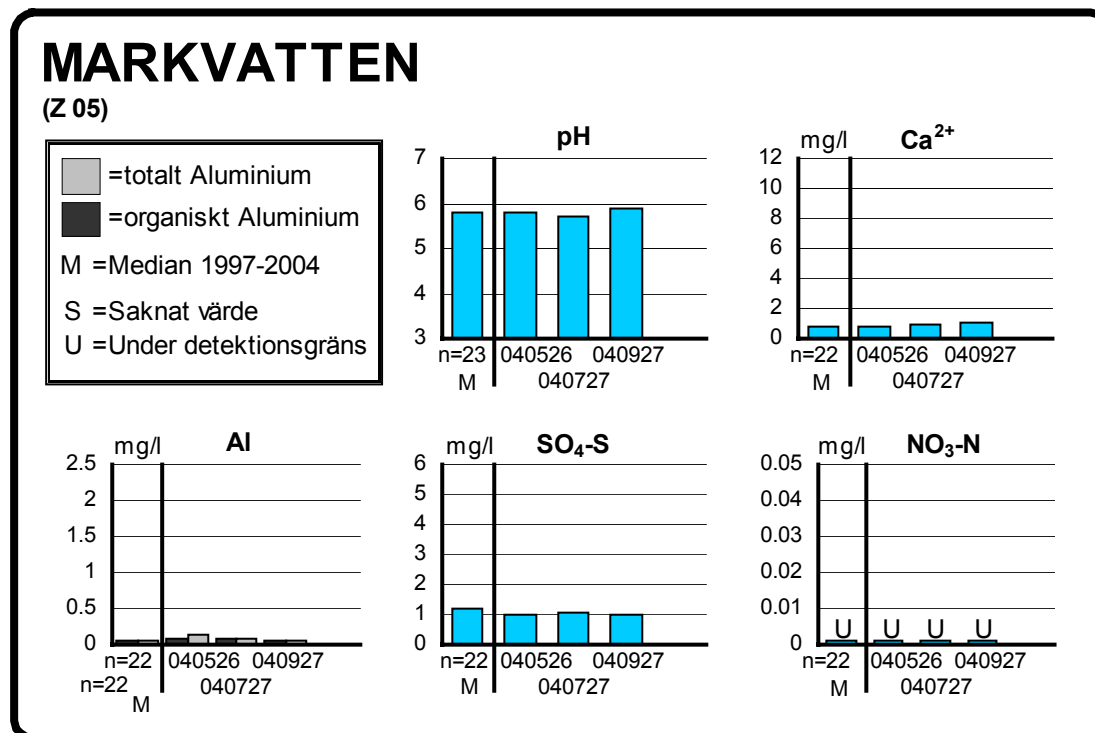 MARKVATTEN
(Z 05)
=totalt Aluminium
=organiskt Aluminium
M =Median 1997-2004
S =Saknat värde
U =Under detektionsgräns
pH
7
6
5
4
3
n=23 040526 040927
M 040727
mg/l Ca²⁺
12
10
8
6
4
2
0
n=22 040526 040927
M 040727
mg/l Al
2.5
2
1.5
1
0.5
0
n=22 040526 040927
n=22 040727
M
mg/l SO₄-S
6
5
4
3
2
1
0
n=22 040526 040927
M 040727
mg/l NO₃-N
0.05
0.04
0.03
0.02
0.01
0
U U U U
n=22 040526 040927
M 040727